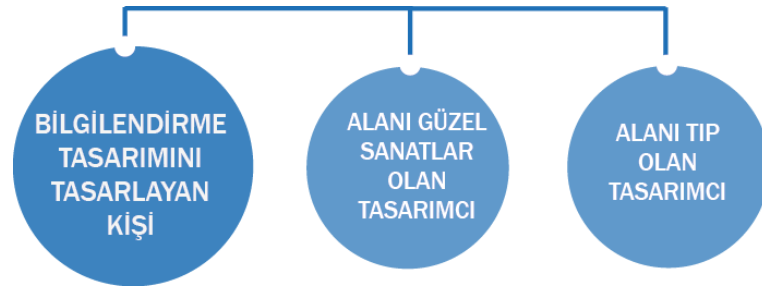 BİLGİLENDİRME
TASARIMINI
TASARLAYAN
KİŞİ
ALANI GÜZEL
SANATLAR
OLAN
TASARIMCI
ALANI TIP
OLAN
TASARIMCI